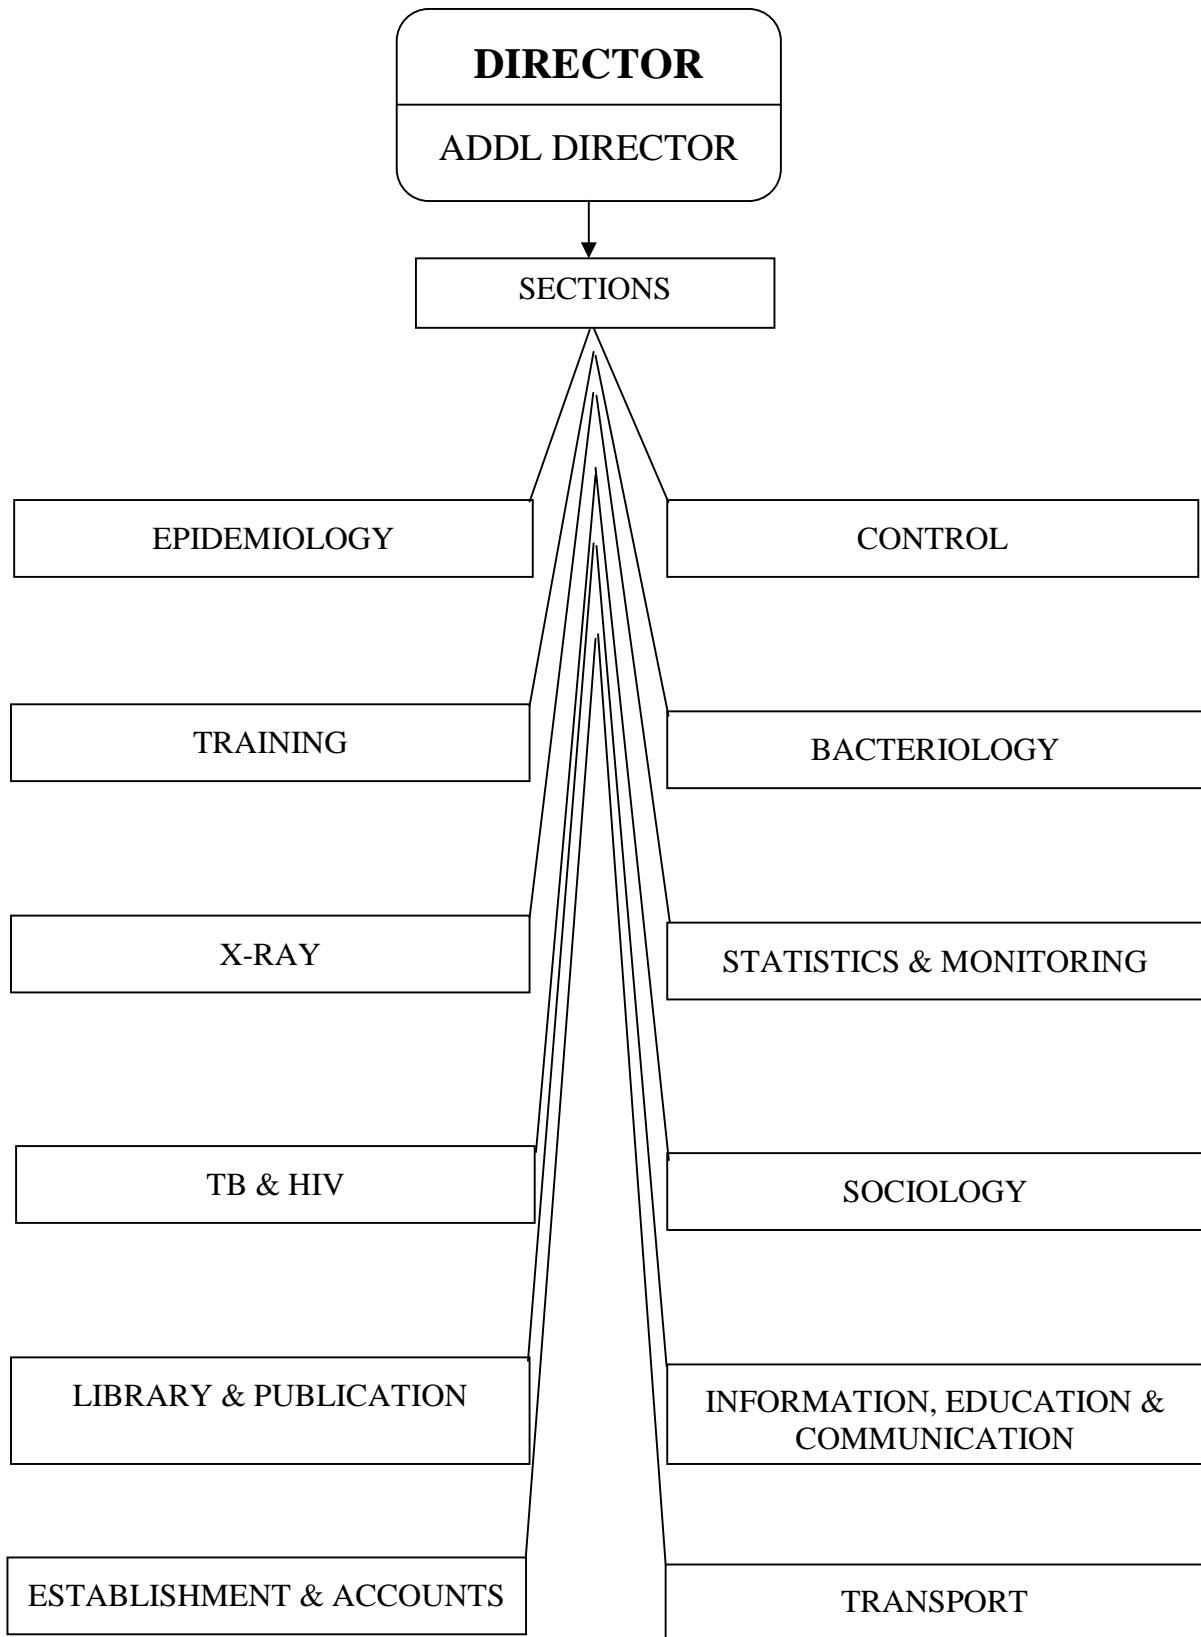 DIRECTOR
ADDL DIRECTOR
SECTIONS
EPIDEMIOLOGY
CONTROL
TRAINING
BACTERIOLOGY
X-RAY
STATISTICS & MONITORING
TB & HIV
SOCIOLOGY
LIBRARY & PUBLICATION
INFORMATION, EDUCATION &
COMMUNICATION
ESTABLISHMENT & ACCOUNTS
TRANSPORT